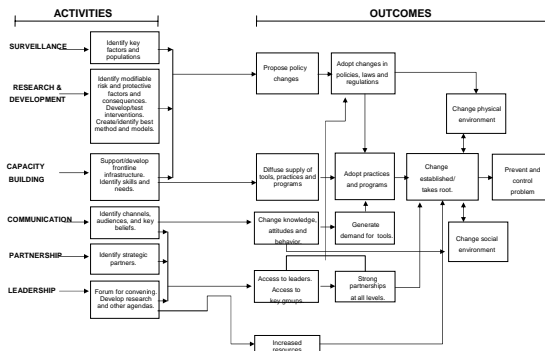 ACTIVITIES
OUTCOMES
SURVEILLANCE
Identify key
factors and
populations
RESEARCH &
DEVELOPMENT
Identify modifiable
risk and protective
factors and
consequences.
Develop/test
interventions.
Create/identify best
method and models.
CAPACITY
BUILDING
Support/develop
frontline
infrastructure.
Identify skills and
needs.
COMMUNICATION
Identify channels,
audiences, and key
beliefs.
PARTNERSHIP
Identify strategic
partners.
LEADERSHIP
Forum for convening.
Develop research
and other agendas.
Propose policy
changes
Adopt changes in
policies, laws and
regulations
Change physical
environment
Diffuse supply of
tools, practices and
programs
Adopt practices
and programs
Change
established/
takes root.
Prevent and
control
problem
Change knowledge,
attitudes and
behavior.
Generate
demand for tools.
Change social
environment
Access to leaders.
Access to
key groups.
Strong
partnerships
at all levels.
Increased
resources